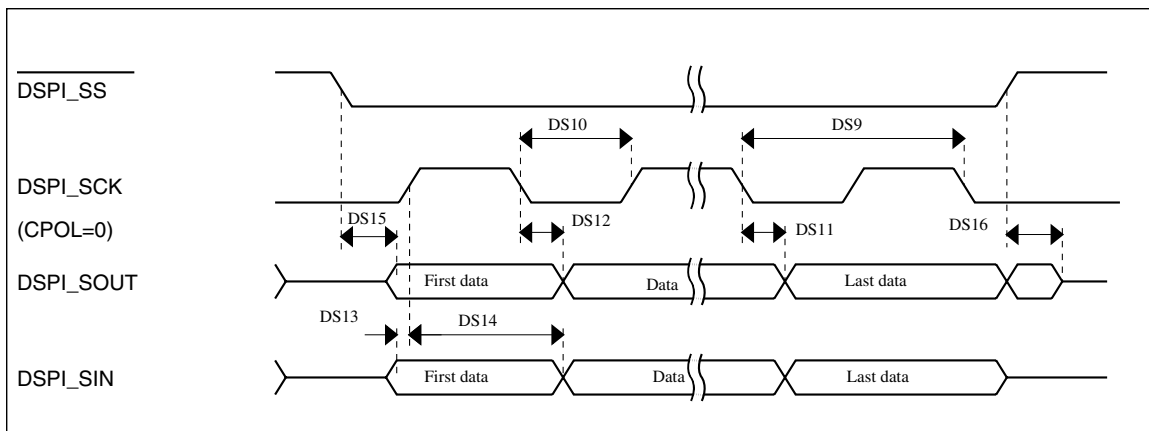 DSPI_SS
DS10
DS9
DSPI_SCK
(CPOL=0)
DS15
DS12
DS11
DS16
DSPI_SOUT
First data
Data
Last data
DS13
DS14
DSPI_SIN
First data
Data
Last data